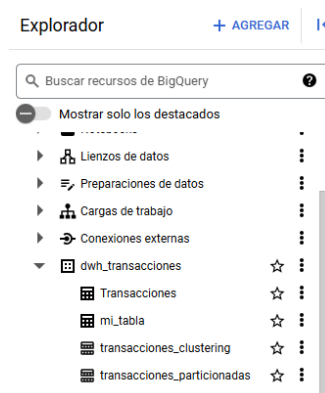 Explorador
+ AGREGAR
Buscar recursos de BigQuery
Mostrar solo los destacados
Lienzos de datos
Preparaciones de datos
Cargas de trabajo
Conexiones externas
dwh_transacciones
Transacciones
mi_tabla
transacciones_clustering
transacciones_particionadas